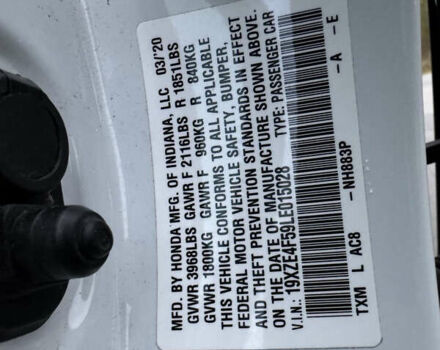 MFD. BY HONDA MFG. OF INDIANA, LLC 03/'20
GVWR 3968LBS GAWR F 2116LBS R 1851LBS
GVWR 1800KG GAWR F 960KG R 840KG
THIS VEHICLE CONFORMS TO ALL APPLICABLE
FEDERAL MOTOR VEHICLE SAFETY, BUMPER,
AND THEFT PREVENTION STANDARDS IN EFFECT
ON THE DATE OF MANUFACTURE SHOWN ABOVE.
V.I.N.: 19XZE4F59LE015028 TYPE: PASSENGER CAR
TXM L AC8 -NH883P -A -E